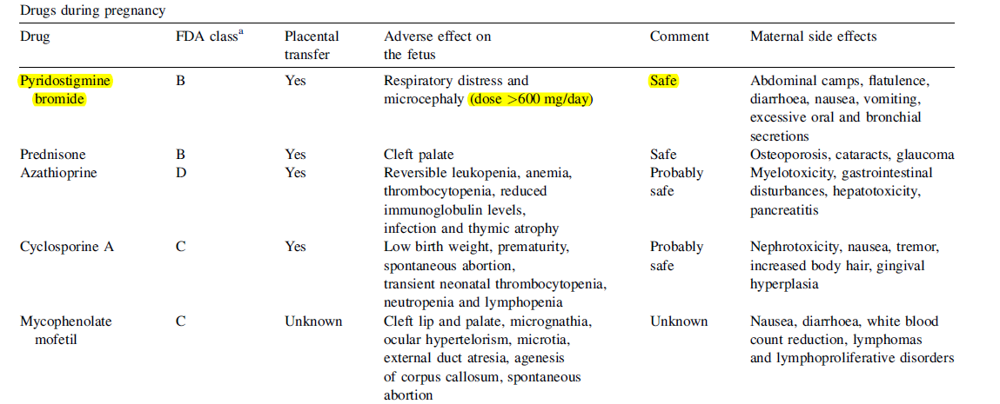 Drugs during pregnancy
Drug FDA classa Placental transfer Adverse effect on the fetus Comment Maternal side effects
Pyridostigmine B Yes Respiratory distress and Safe Abdominal camps, flatulence,
bromide microcephaly (dose >600 mg/day) diarrhoea, nausea, vomiting,
excessive oral and bronchial
secretions
Prednisone B Yes Cleft palate Safe Osteoporosis, cataracts, glaucoma
Azathioprine D Yes Reversible leukopenia, anemia, Probably Myelotoxicity, gastrointestinal
thrombocytopenia, reduced safe disturbances, hepatotoxicity,
immunoglobulin levels, pancreatitis
infection and thymic atrophy
Cyclosporine A C Yes Low birth weight, prematurity, Probably Nephrotoxicity, nausea, tremor,
spontaneous abortion, safe increased body hair, gingival
transient neonatal thrombocytopenia, hyperplasia
neutropenia and lymphopenia
Mycophenolate C Unknown Cleft lip and palate, micrognathia, Unknown Nausea, diarrhoea, white blood
mofetil ocular hypertelorism, microtia, count reduction, lymphomas
external duct atresia, agenesis and lymphoproliferative disorders
of corpus callosum, spontaneous
abortion